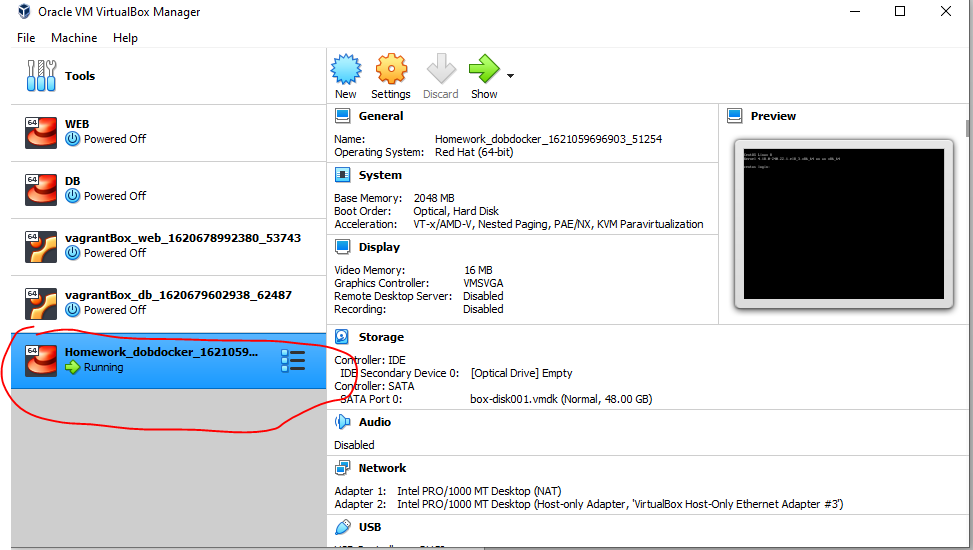 Oracle VM VirtualBox Manager
File Machine Help
Tools
New Settings Discard Show
64 WEB
Powered Off
64 DB
Powered Off
64 vagrantBox_web_1620678992380_53743
Powered Off
64 vagrantBox_db_1620679602938_62487
Powered Off
64 Homework_dobdocker_1621059...
Running
General
Name: Homework_dobdocker_1621059696903_51254
Operating System: Red Hat (64-bit)
System
Base Memory: 2048 MB
Boot Order: Optical, Hard Disk
Acceleration: VT-x/AMD-V, Nested Paging, PAE/NX, KVM Paravirtualization
Display
Video Memory: 16 MB
Graphics Controller: VMSVGA
Remote Desktop Server: Disabled
Recording: Disabled
Storage
Controller: IDE
IDE Secondary Device 0: [Optical Drive] Empty
Controller: SATA
SATA Port 0: box-disk001.vmdk (Normal, 48.00 GB)
Audio
Disabled
Network
Adapter 1: Intel PRO/1000 MT Desktop (NAT)
Adapter 2: Intel PRO/1000 MT Desktop (Host-only Adapter, 'VirtualBox Host-Only Ethernet Adapter #3')
USB
Preview
CentOS Linux 8